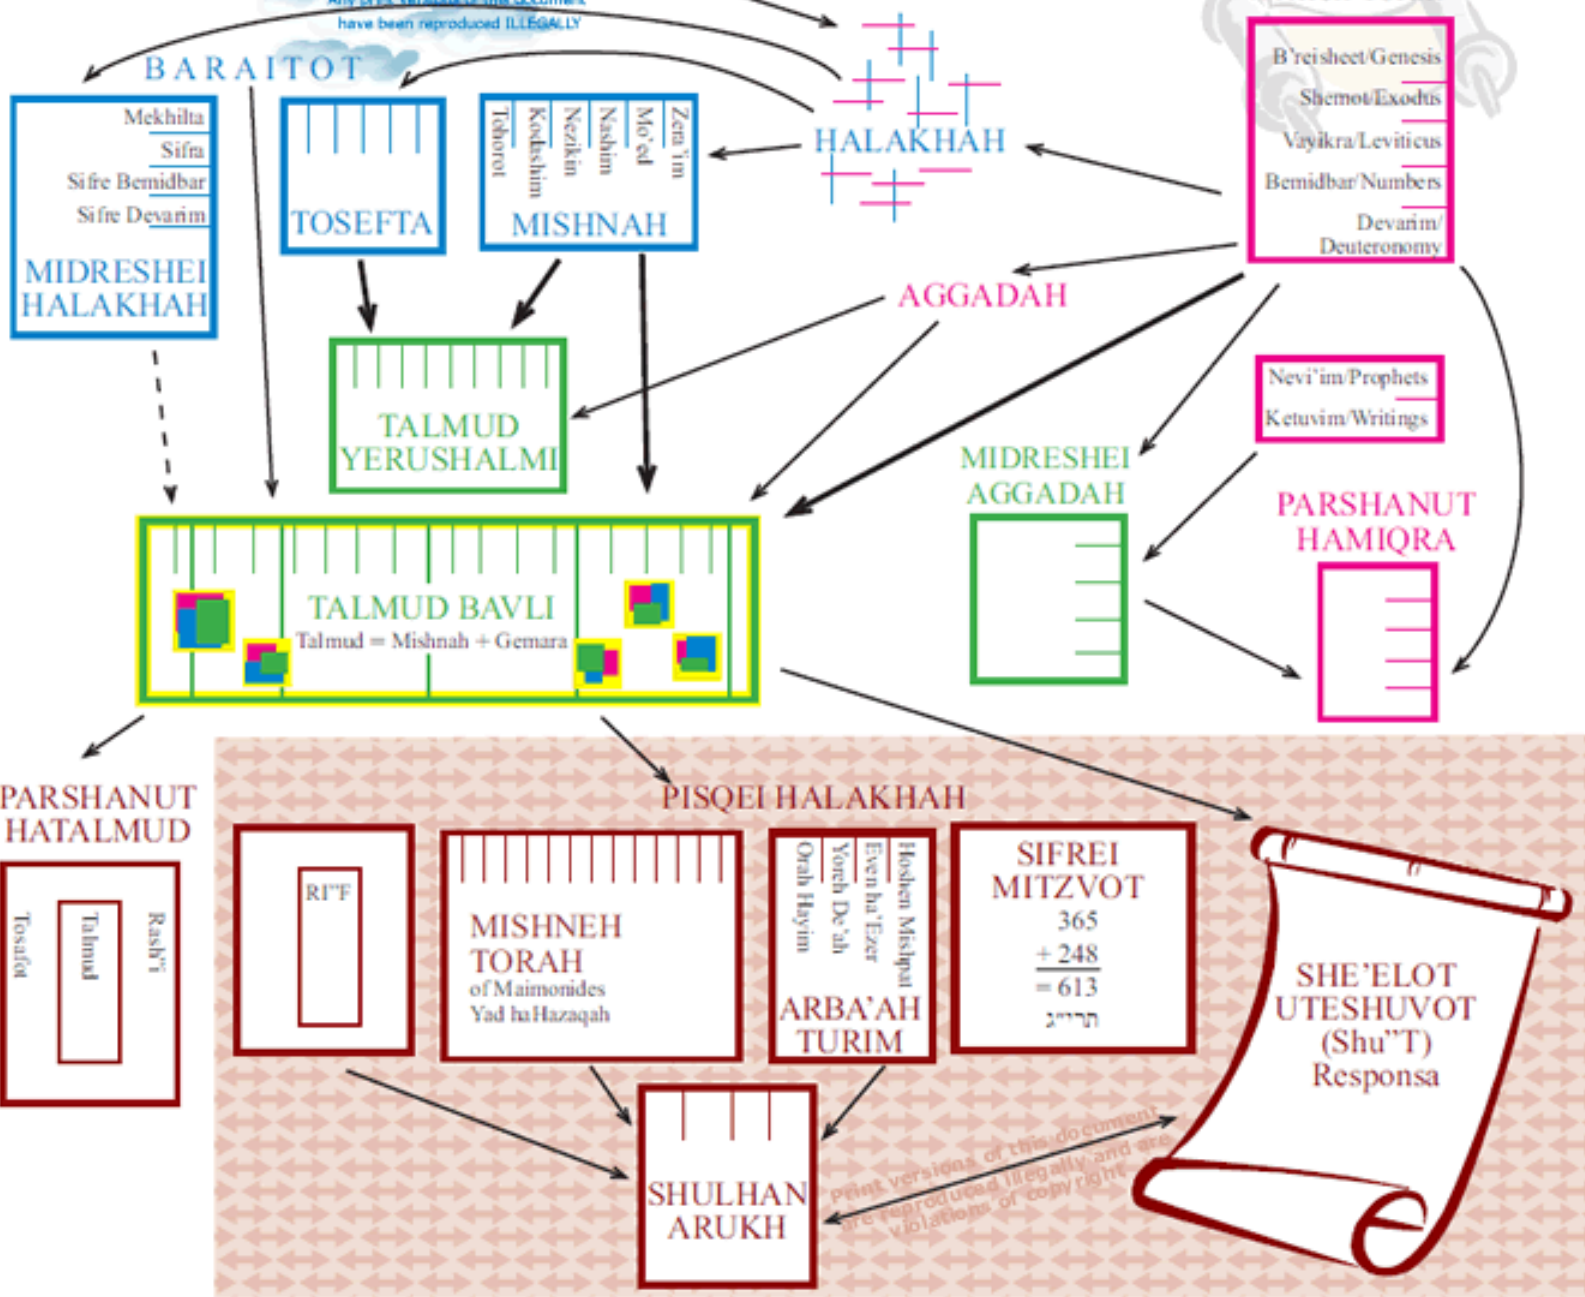 have been reproduced ILLEGALLY
BARAITOT
Mekhilta
Sifra
Sifre Bemidbar
Sifre Devarim
MIDRESHEI
HALAKHAH
TOSEFTA
Tohorot
Kodashim
Nezikin
Nashim
Mo'ed
Zera'im
MISHNAH
HALAKHAH
B'reisheet/Genesis
Shemot/Exodus
Vayikra/Leviticus
Bemidbar/Numbers
Devarim/
Deuteronomy
AGGADAH
TALMUD
YERUSHALMI
Nevi'im/Prophets
Ketuvim/Writings
MIDRESHEI
AGGADAH
PARSHANUT
HAMIQRA
TALMUD BAVLI
Talmud = Mishnah + Gemara
PARSHANUT
HATALMUD
Tosafot
Talmud
Rash"i
PISQEI HALAKHAH
RI"F
MISHNEH
TORAH
of Maimonides
Yad haHazaqah
Orah Hayim
Yoreh De'ah
Even ha'Ezer
Hoshen Mishpat
ARBA'AH
TURIM
SIFREI
MITZVOT
365
+ 248
= 613
תרי"ג
SHE'ELOT
UTESHUVOT
(Shu"T)
Responsa
SHULHAN
ARUKH
Print versions of this document
are reproduced illegally and are
violations of copyright